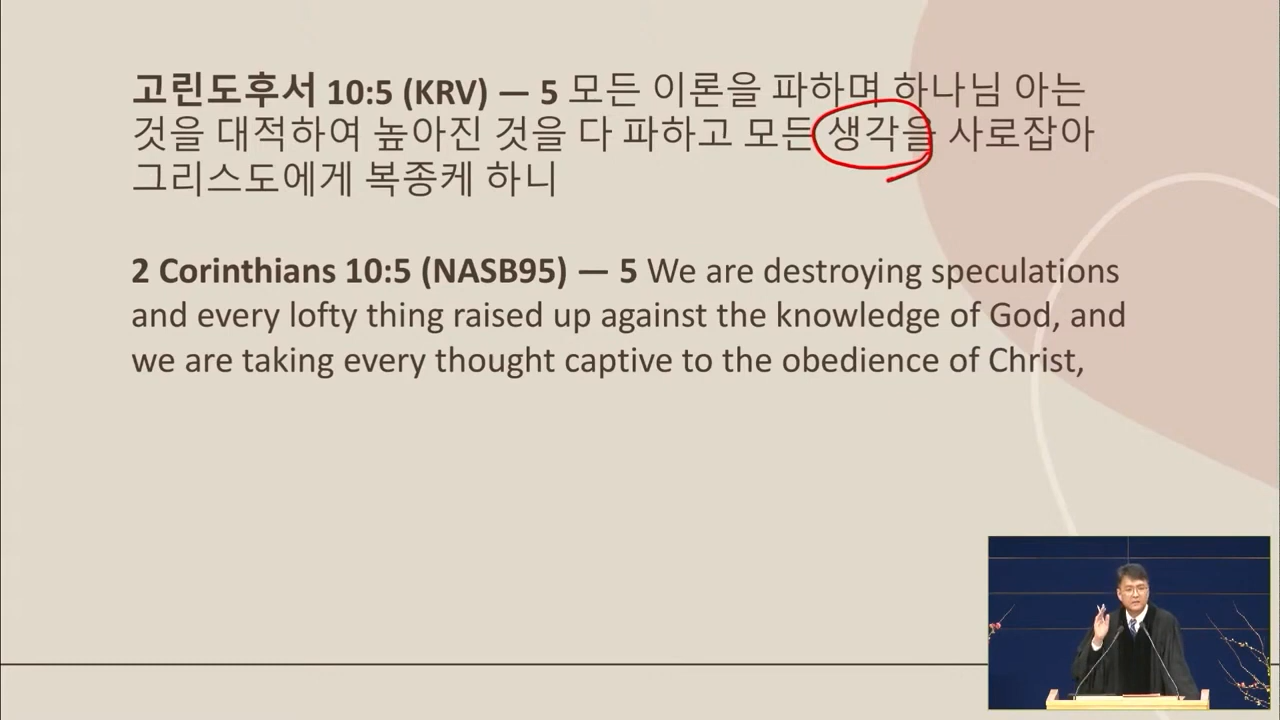 고린도후서 10:5 (KRV) — 5 모든 이론을 파하며 하나님 아는
것을 대적하여 높아진 것을 다 파하고 모든 생각을 사로잡아
그리스도에게 복종케 하니
2 Corinthians 10:5 (NASB95) — 5 We are destroying speculations
and every lofty thing raised up against the knowledge of God, and
we are taking every thought captive to the obedience of Christ,